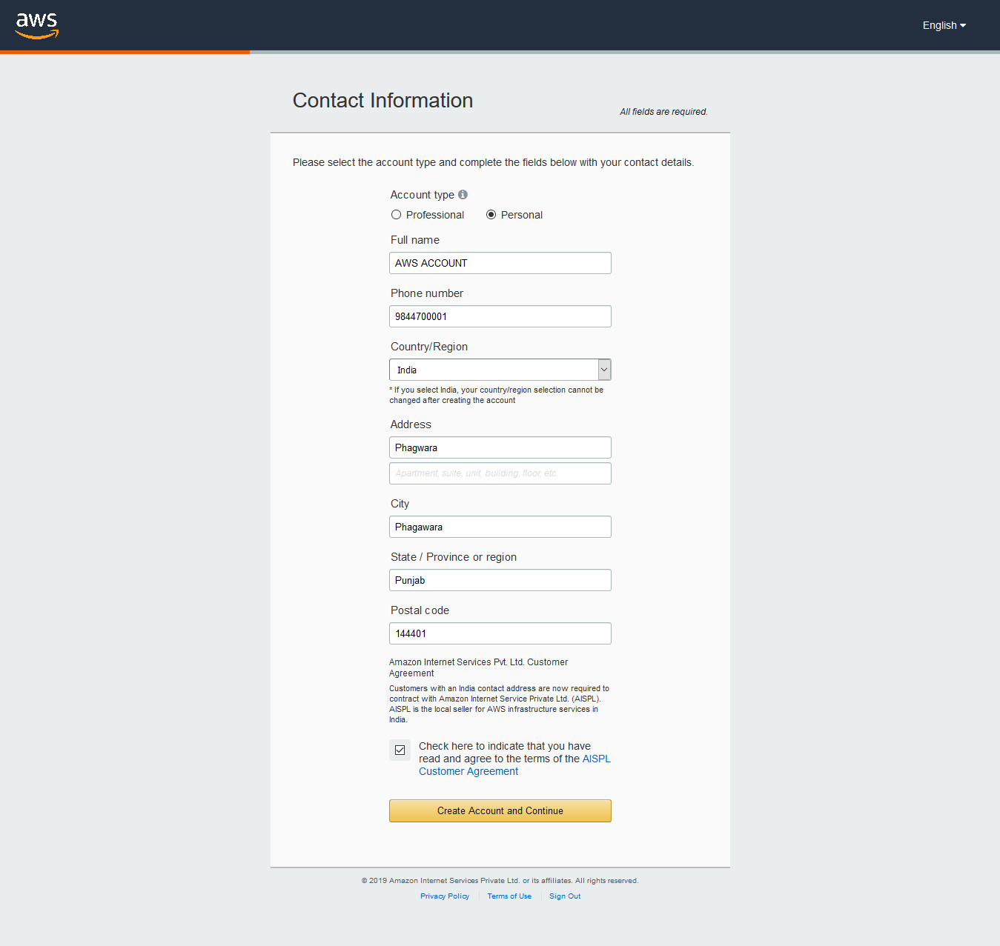 aws
English
Contact Information
All fields are required.
Please select the account type and complete the fields below with your contact details.
Account type
Professional Personal
Full name
AWS ACCOUNT
Phone number
9844700001
Country/Region
India
* If you select India, your country/region selection cannot be
changed after creating the account
Address
Phagwara
Apartment, suite, unit, building, floor, etc.
City
Phagawara
State / Province or region
Punjab
Postal code
144401
Amazon Internet Services Pvt. Ltd. Customer
Agreement
Customers with an India contact address are now required to
contract with Amazon Internet Service Private Ltd. (AISPL).
AISPL is the local seller for AWS infrastructure services in
India.
Check here to indicate that you have
read and agree to the terms of the AISPL
Customer Agreement
Create Account and Continue
© 2019 Amazon Internet Services Private Ltd. or its affiliates. All rights reserved.
Privacy Policy Terms of Use Sign Out